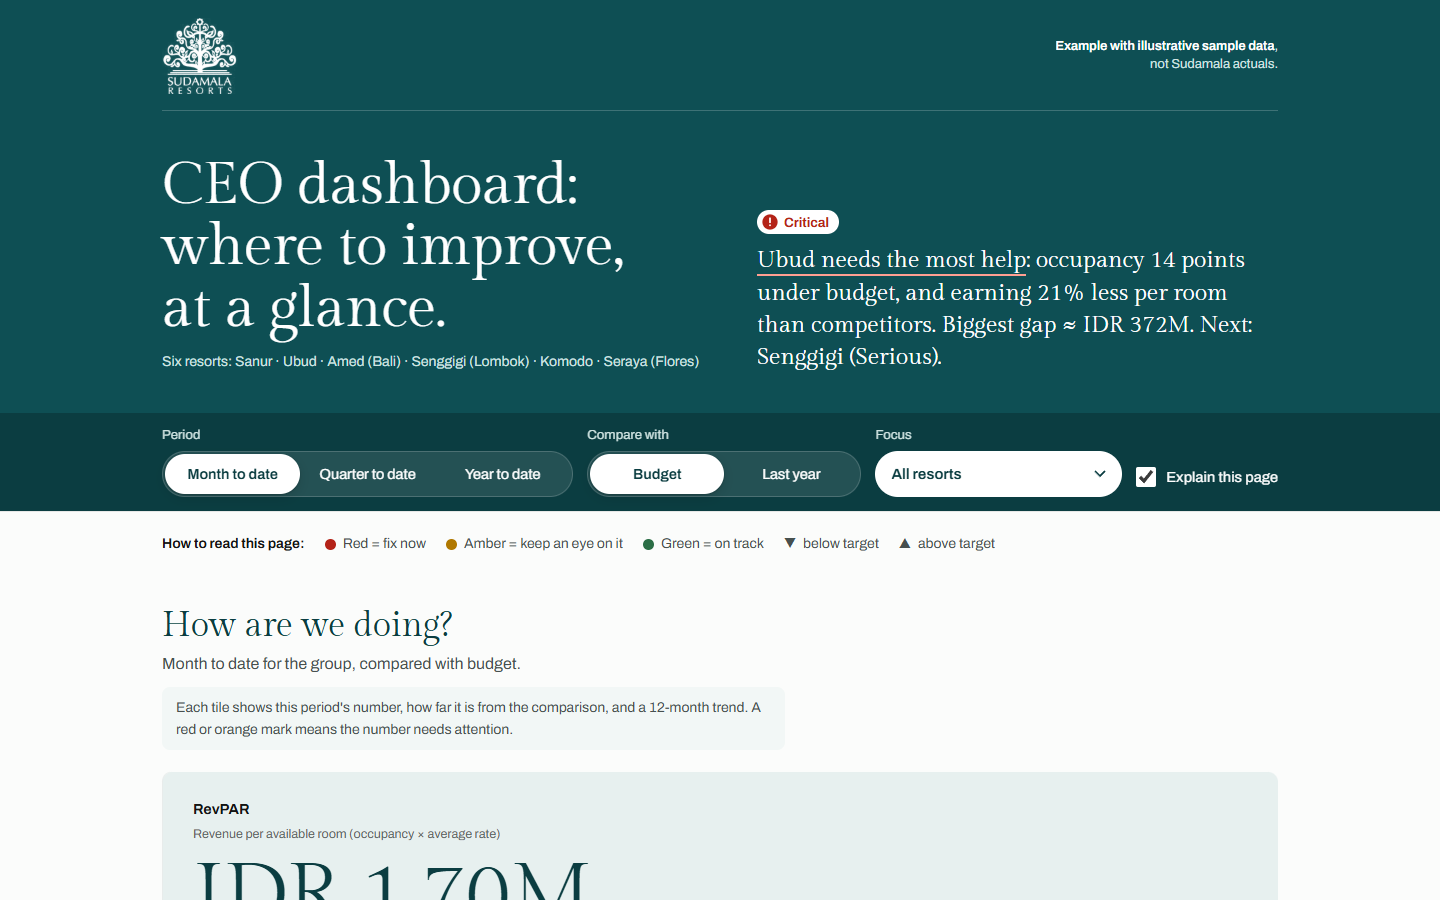 SUDAMALA
RESORTS
Example with illustrative sample data,
not Sudamala actuals.
CEO dashboard:
where to improve,
at a glance.
Six resorts: Sanur · Ubud · Amed (Bali) · Senggigi (Lombok) · Komodo · Seraya (Flores)
Critical
Ubud needs the most help: occupancy 14 points
under budget, and earning 21% less per room
than competitors. Biggest gap ≈ IDR 372M. Next:
Senggigi (Serious).
Period
Month to date
Quarter to date
Year to date
Compare with
Budget
Last year
Focus
All resorts
Explain this page
How to read this page:
Red = fix now
Amber = keep an eye on it
Green = on track
▼ below target
▲ above target
How are we doing?
Month to date for the group, compared with budget.
Each tile shows this period's number, how far it is from the comparison, and a 12-month trend. A
red or orange mark means the number needs attention.
RevPAR
Revenue per available room (occupancy × average rate)
IDR 1.70M